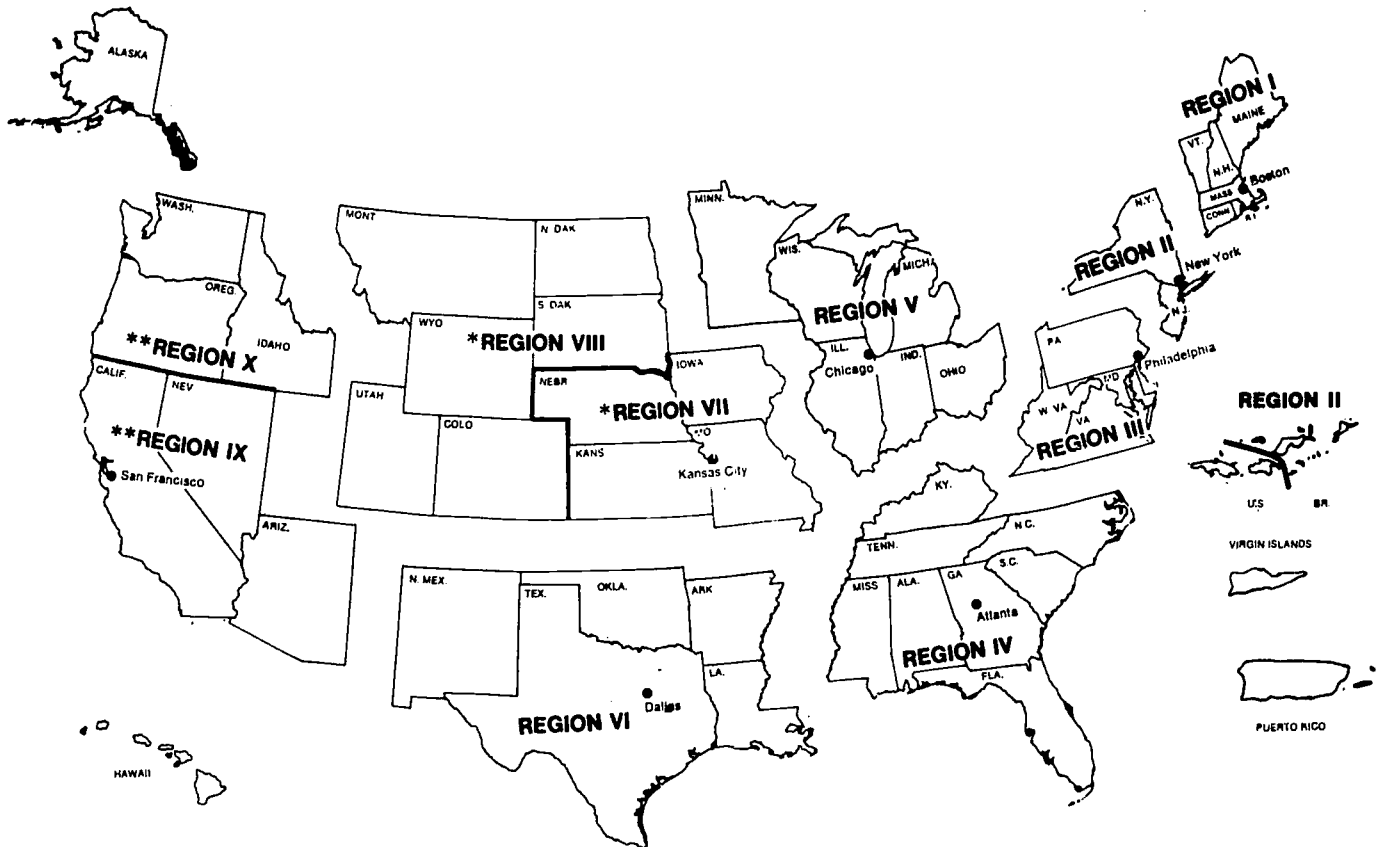 ALASKA
REGION I
MAINE
VT.
N.H.
Boston
MASS
CONN
R I
WASH.
MONT
N DAK
MINN.
N.Y.
WIS.
MICH
REGION II
New York
N.J.
OREG.
S DAK
REGION V
WYO
*REGION VIII
IDAHO
**REGION X
PA
Philadelphia
CALIF.
NEV
UTAH
NEBR
IOWA
ILL.
IND.
OHIO
Chicago
MD
W VA
VA
REGION III
REGION II
*REGION VII
COLO
**REGION IX
KANS
MO
Kansas City
San Francisco
KY.
U.S
BR.
VIRGIN ISLANDS
ARIZ.
N.C.
TENN.
S.C.
N. MEX.
TEX.
OKLA.
ARK
MISS
ALA.
GA
Atlanta
REGION IV
FLA.
LA.
Dallas
REGION VI
PUERTO RICO
HAWAII